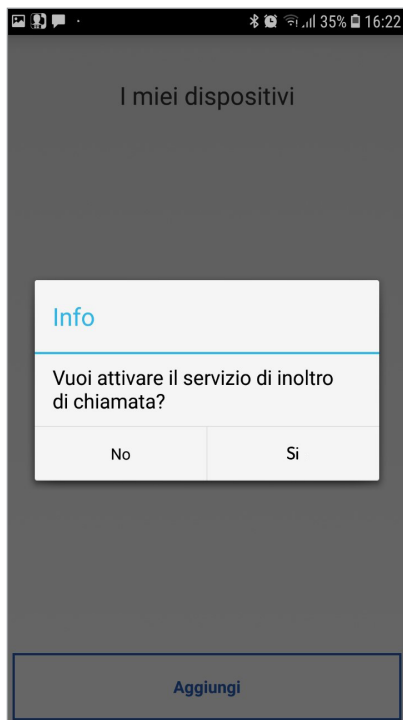 35% 16:22
I miei dispositivi
Info
Vuoi attivare il servizio di inoltro
di chiamata?
No Si
Aggiungi